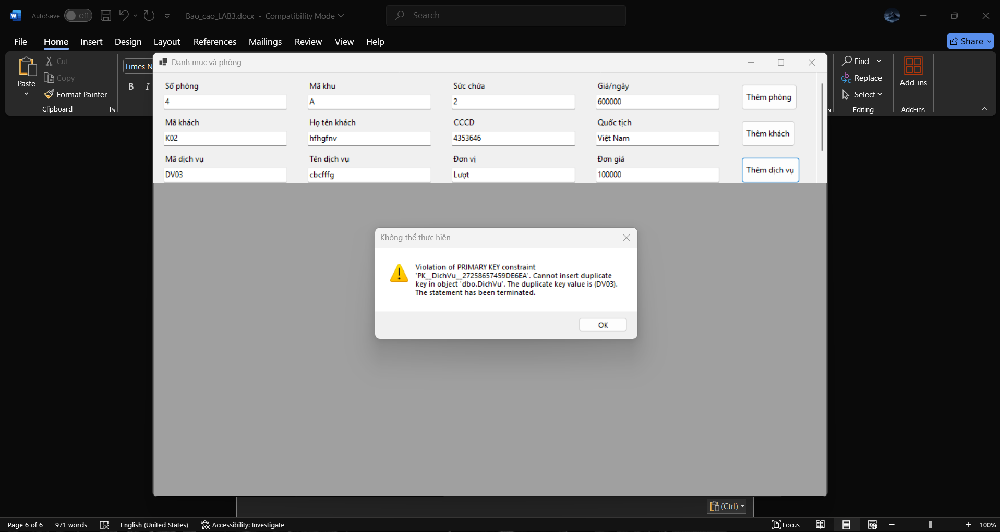 AutoSave Off Bao_cao_LAB3.docx - Compatibility Mode Search
File Home Insert Design Layout References Mailings Review View Help Share
Paste Cut Copy Format Painter
Clipboard
Times N
B I
Find
Replace
Select
Editing
Add-ins
Add-ins
Danh mục và phòng
Số phòng Mã khu Sức chứa Giá/ngày
4 A 2 600000 Thêm phòng
Mã khách Họ tên khách CCCD Quốc tịch
K02 hfhgfnv 4353646 Việt Nam Thêm khách
Mã dịch vụ Tên dịch vụ Đơn vị Đơn giá
DV03 cbcfffg Lượt 100000 Thêm dịch vụ
Không thể thực hiện
Violation of PRIMARY KEY constraint
'PK__DichVu__27258657459DE6EA'. Cannot insert duplicate
key in object 'dbo.DichVu'. The duplicate key value is (DV03).
The statement has been terminated.
OK
(Ctrl)
Page 6 of 6 971 words English (United States) Accessibility: Investigate Focus 100%